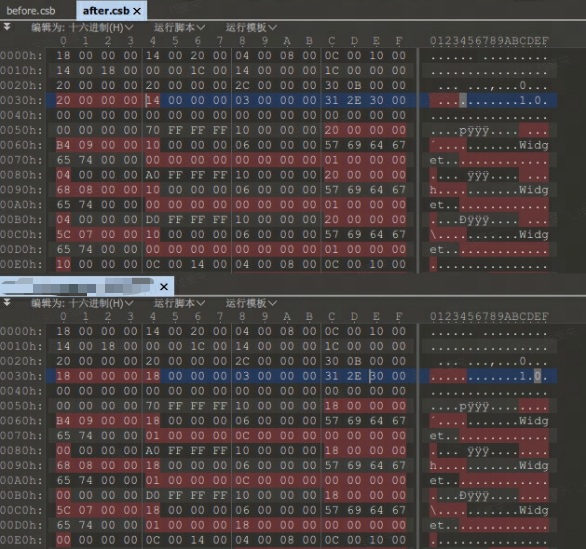 before.csb after.csb ×
编辑为: 十六进制(H) 运行脚本 运行模板
0 1 2 3 4 5 6 7 8 9 A B C D E F 0123456789ABCDEF
0000h: 18 00 00 00 14 00 20 00 04 00 08 00 0C 00 10 00 ...... .........
0010h: 14 00 18 00 00 00 1C 00 14 00 00 00 1C 00 00 00 ................
0020h: 20 00 00 00 20 00 00 00 2C 00 00 00 30 0B 00 00 ... ...,...0...
0030h: 20 00 00 00 14 00 00 00 03 00 00 00 31 2E 30 00 ...........1.0.
0040h: 00 00 00 00 00 00 00 00 00 00 00 00 00 00 00 00 ................
0050h: 00 00 00 00 70 FF FF FF 10 00 00 00 20 00 00 00 ....pÿÿÿ.... ...
0060h: B4 09 00 00 10 00 00 00 06 00 00 00 57 69 64 67 ´...........Widg
0070h: 65 74 00 00 00 00 00 00 00 00 00 00 01 00 00 00 et..............
0080h: 04 00 00 00 A0 FF FF FF 10 00 00 00 20 00 00 00 .... ÿÿÿ.... ...
0090h: 68 08 00 00 10 00 00 00 06 00 00 00 57 69 64 67 h...........Widg
00A0h: 65 74 00 00 00 00 00 00 00 00 00 00 01 00 00 00 et..............
00B0h: 04 00 00 00 D0 FF FF FF 10 00 00 00 20 00 00 00 ....Ðÿÿÿ.... ...
00C0h: 5C 07 00 00 10 00 00 00 06 00 00 00 57 69 64 67 \...........Widg
00D0h: 65 74 00 00 00 00 00 00 00 00 00 00 01 00 00 00 et..............
00E0h: 10 00 00 00 0C 00 14 00 04 00 08 00 0C 00 10 00 ................
×
编辑为: 十六进制(H) 运行脚本 运行模板
0 1 2 3 4 5 6 7 8 9 A B C D E F 0123456789ABCDEF
0000h: 18 00 00 00 14 00 20 00 04 00 08 00 0C 00 10 00 ...... .........
0010h: 14 00 18 00 00 00 1C 00 14 00 00 00 1C 00 00 00 ................
0020h: 20 00 00 00 20 00 00 00 2C 00 00 00 30 0B 00 00 ... ...,...0...
0030h: 18 00 00 00 18 00 00 00 03 00 00 00 31 2E 30 00 ............1.0.
0040h: 00 00 00 00 00 00 00 00 00 00 00 00 00 00 00 00 ................
0050h: 00 00 00 00 70 FF FF FF 10 00 00 00 18 00 00 00 ....pÿÿÿ........
0060h: B4 09 00 00 18 00 00 00 06 00 00 00 57 69 64 67 ´...........Widg
0070h: 65 74 00 00 01 00 00 00 0C 00 00 00 00 00 00 00 et..............
0080h: 00 00 00 00 A0 FF FF FF 10 00 00 00 18 00 00 00 .... ÿÿÿ........
0090h: 68 08 00 00 18 00 00 00 06 00 00 00 57 69 64 67 h...........Widg
00A0h: 65 74 00 00 01 00 00 00 0C 00 00 00 00 00 00 00 et..............
00B0h: 00 00 00 00 D0 FF FF FF 10 00 00 00 18 00 00 00 ....Ðÿÿÿ........
00C0h: 5C 07 00 00 18 00 00 00 06 00 00 00 57 69 64 67 \...........Widg
00D0h: 65 74 00 00 01 00 00 00 18 00 00 00 00 00 00 00 et..............
00E0h: 00 00 00 00 0C 00 14 00 04 00 08 00 0C 00 10 00 ................